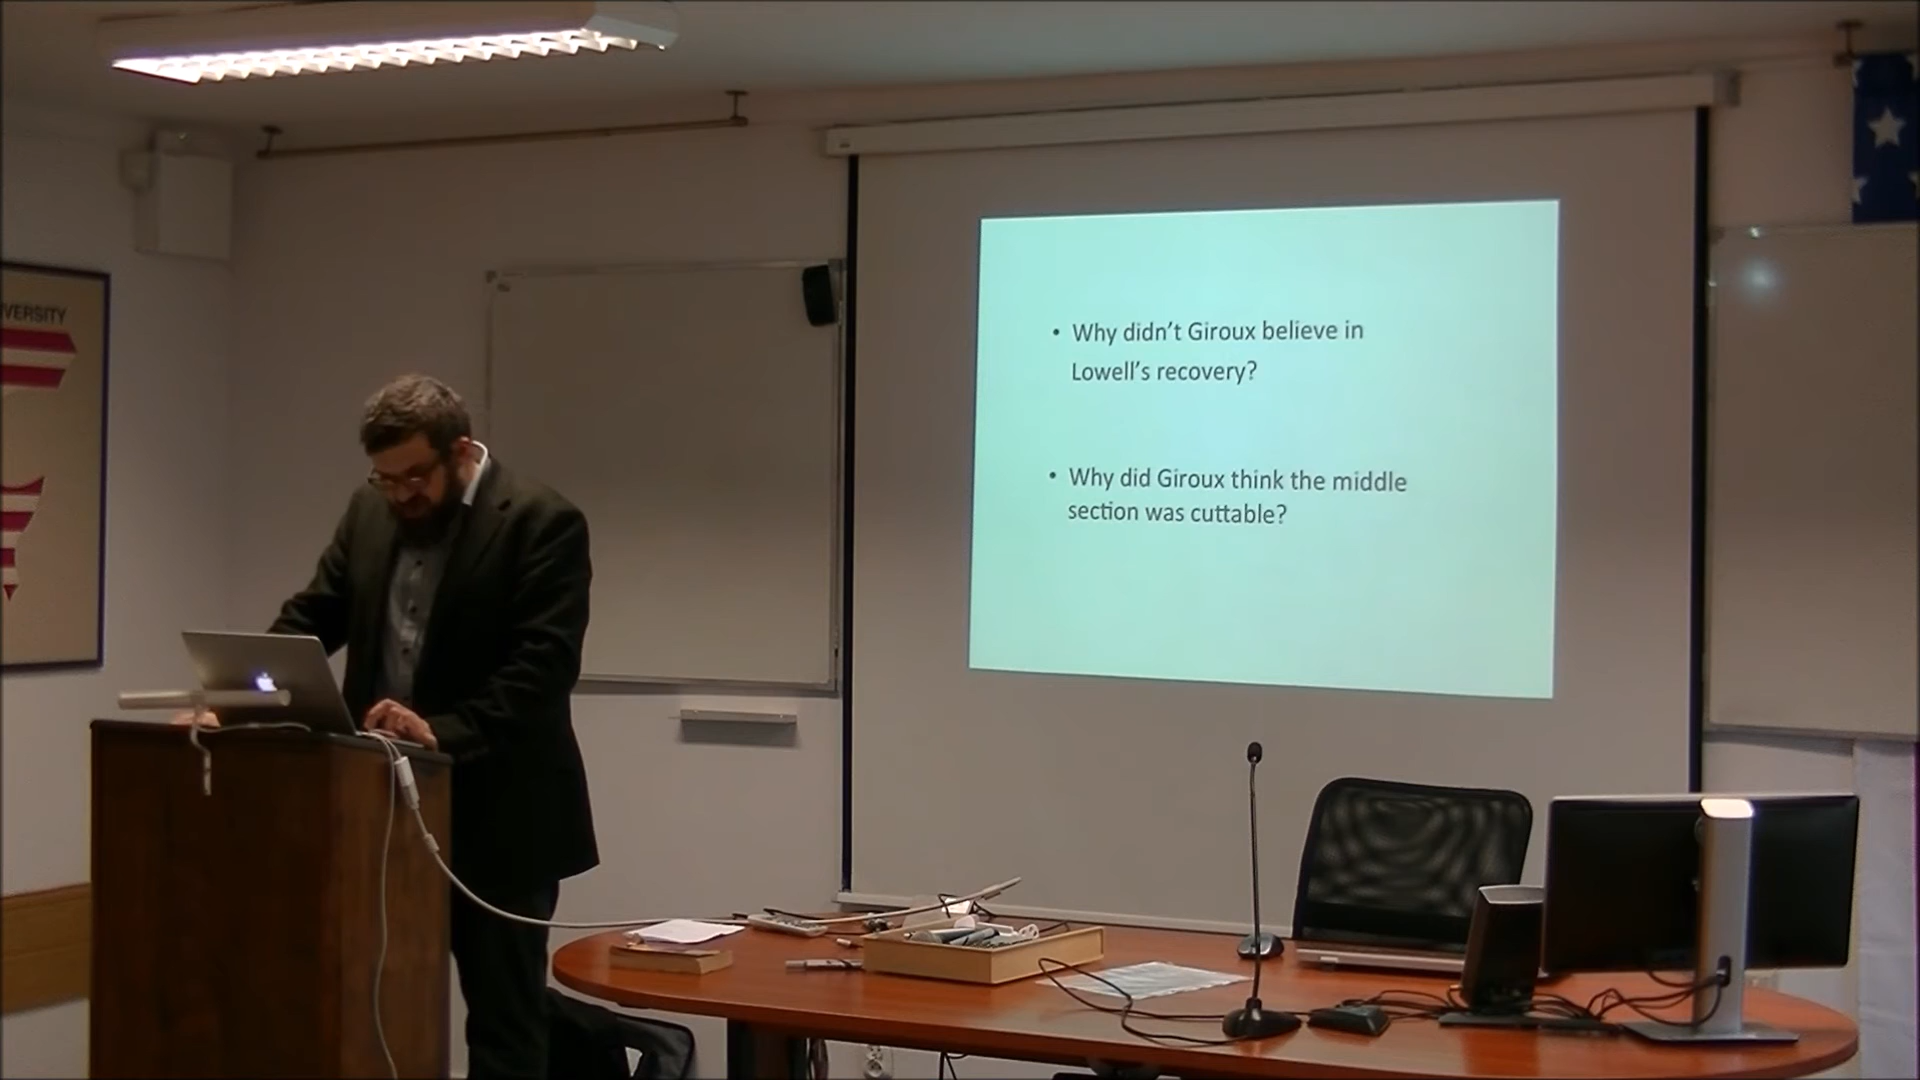 VERSITY
• Why didn't Giroux believe in
Lowell's recovery?
• Why did Giroux think the middle
section was cuttable?